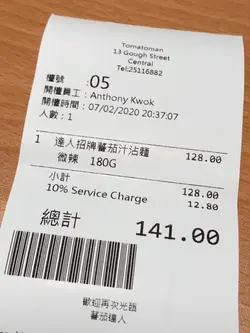 Tomatoman
13 Gough Street
Central
Tel:25116882
檯號 :05
開檯員工:Anthony Kwok
開檯時間:07/02/2020 20:37:07
人數:1
1 達人招牌蕃茄汁沾麵 128.00
微辣 180G
小計 128.00
10% Service Charge 12.80
總計 141.00
歡迎再次光臨
蕃茄達人